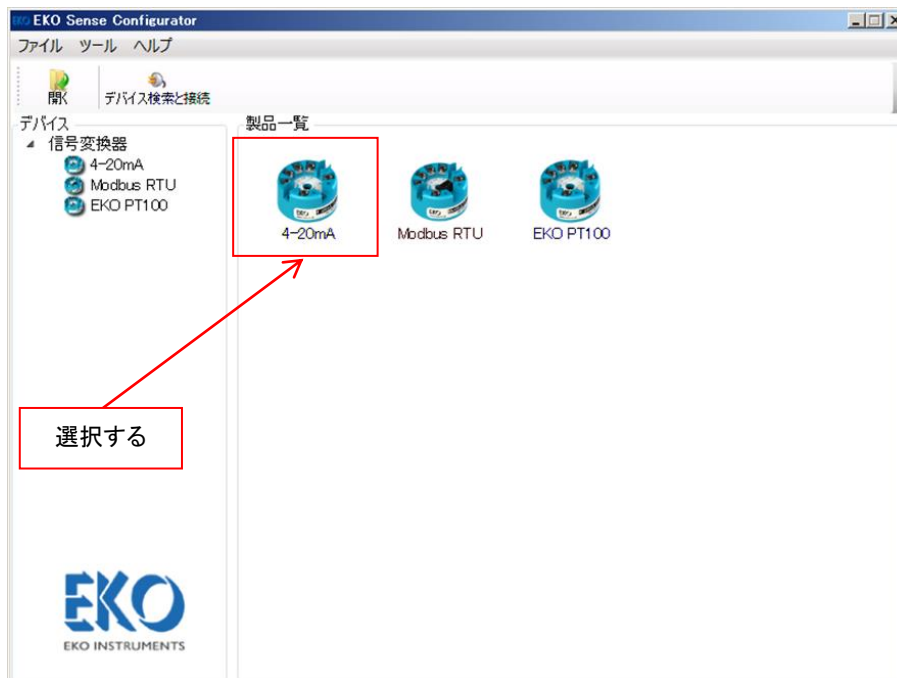 EKO Sense Configurator
ファイル ツール ヘルプ
開く デバイス検索と接続
デバイス
信号変換器
4-20mA
Modbus RTU
EKO PT100
製品一覧
4-20mA Modbus RTU EKO PT100
選択する
EKO
EKO INSTRUMENTS